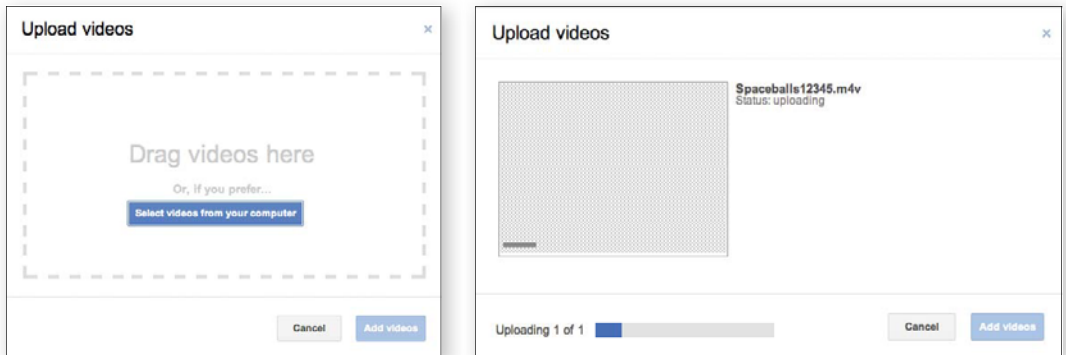 Upload videos
×
Drag videos here
Or, if you prefer...
Select videos from your computer
Cancel
Add videos
Upload videos
×
Spaceballs12345.m4v
Status: uploading
Uploading 1 of 1
Cancel
Add videos